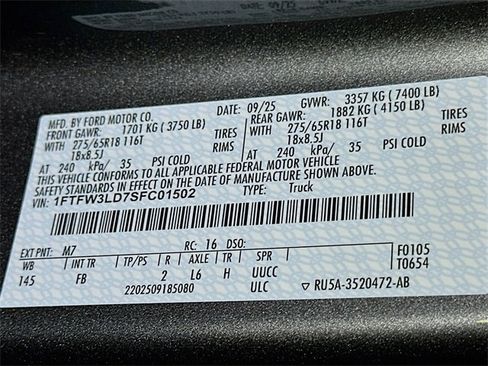 MFD. BY FORD MOTOR CO. DATE: 09/25 GVWR: 3357 KG ( 7400 LB)
FRONT GAWR: 1701 KG ( 3750 LB) REAR GAWR: 1882 KG ( 4150 LB)
WITH 275/65R18 116T TIRES WITH 275/65R18 116T TIRES
18x8.5J RIMS 18x8.5J RIMS
AT 240 kPa/ 35 PSI COLD AT 240 kPa/ 35 PSI COLD
THIS VEHICLE CONFORMS TO ALL APPLICABLE FEDERAL MOTOR VEHICLE
SAFETY AND THEFT PREVENTION STANDARDS IN EFFECT ON THE DATE OF MANUFACTURE SHOWN ABOVE.
VIN: 1FTFW3LD7SFC01502 TYPE: Truck
EXT PNT: M7 RC: 16 DSO:
WB INT TR TP/PS R AXLE TR SPR F0105
145 FB 2 L6 H UUCC T0654
2202509185080 ULC RU5A-3520472-AB